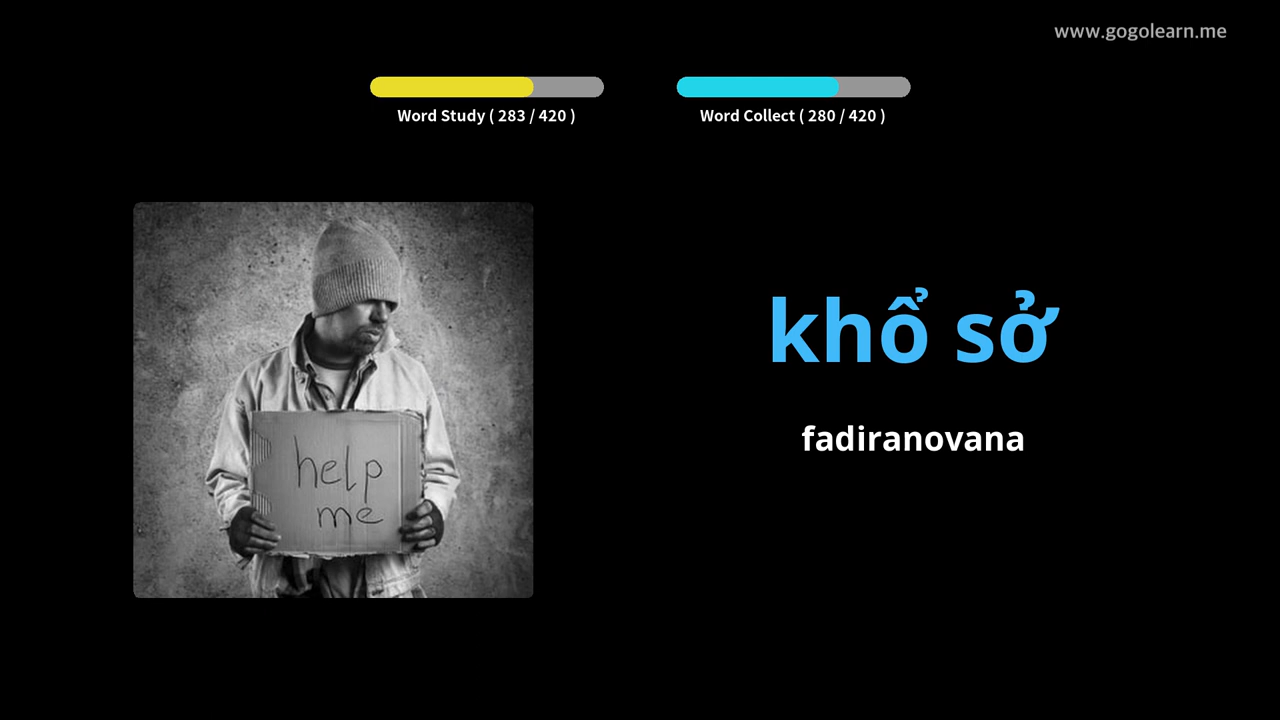 www.gogolearn.me
Word Study ( 283 / 420 )
Word Collect ( 280 / 420 )
khổ sở
fadiranovana
help
me